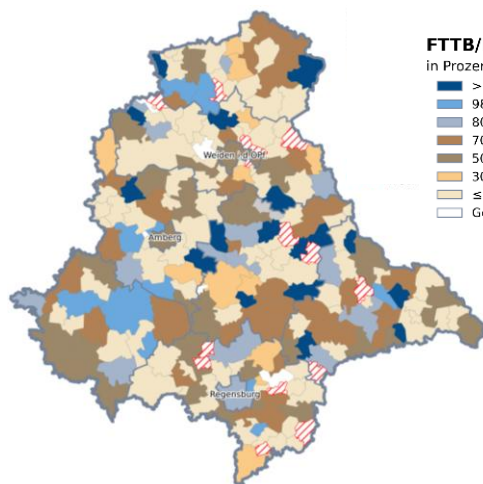 FTTB/
in Prozen
>
98
80
70
50
30
≤
Ge
Weiden i.d.OPf.
Amberg
Regensburg